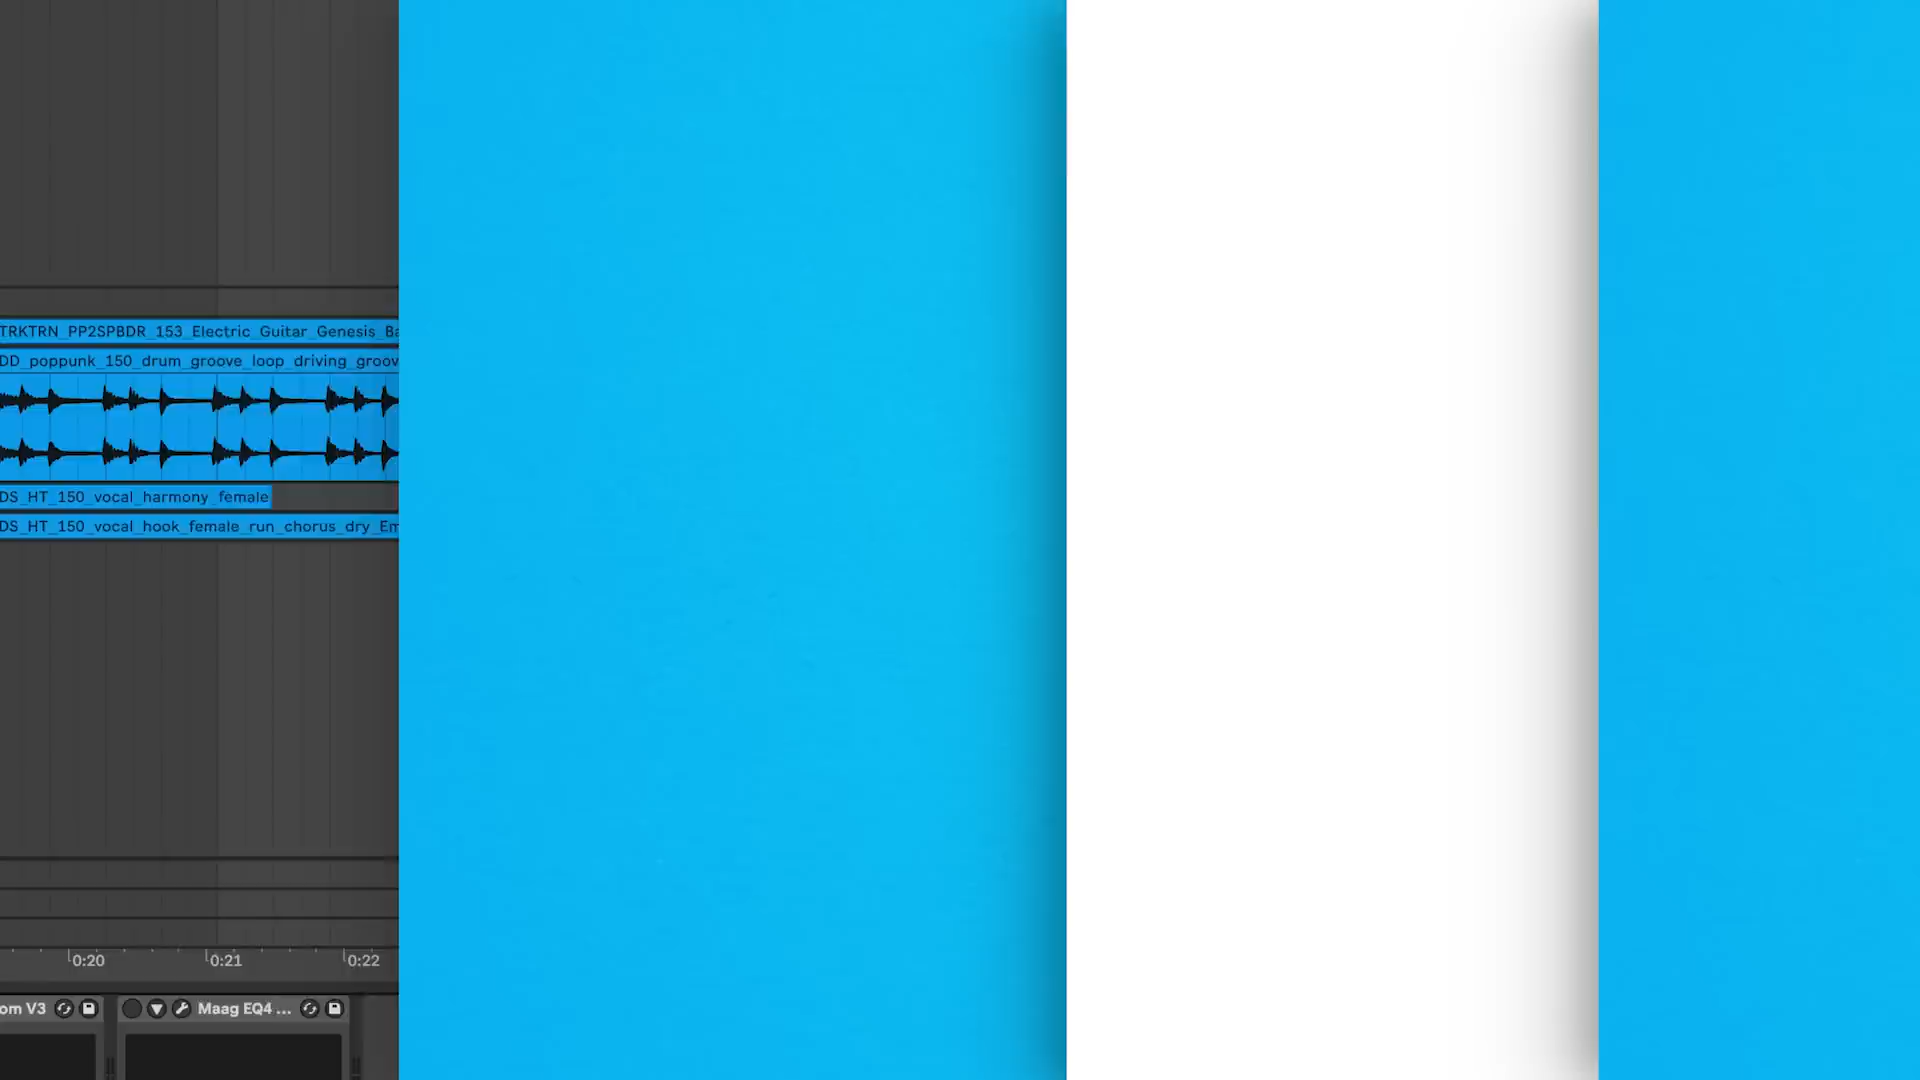 TRKTRN_PP2SPBDR_153_Electric_Guitar_Genesis_Ba
DD_poppunk_150_drum_groove_loop_driving_groov
DS_HT_150_vocal_harmony_female
DS_HT_150_vocal_hook_female_run_chorus_dry_Em
0:20 0:21 0:22
om V3 Maag EQ4 ...